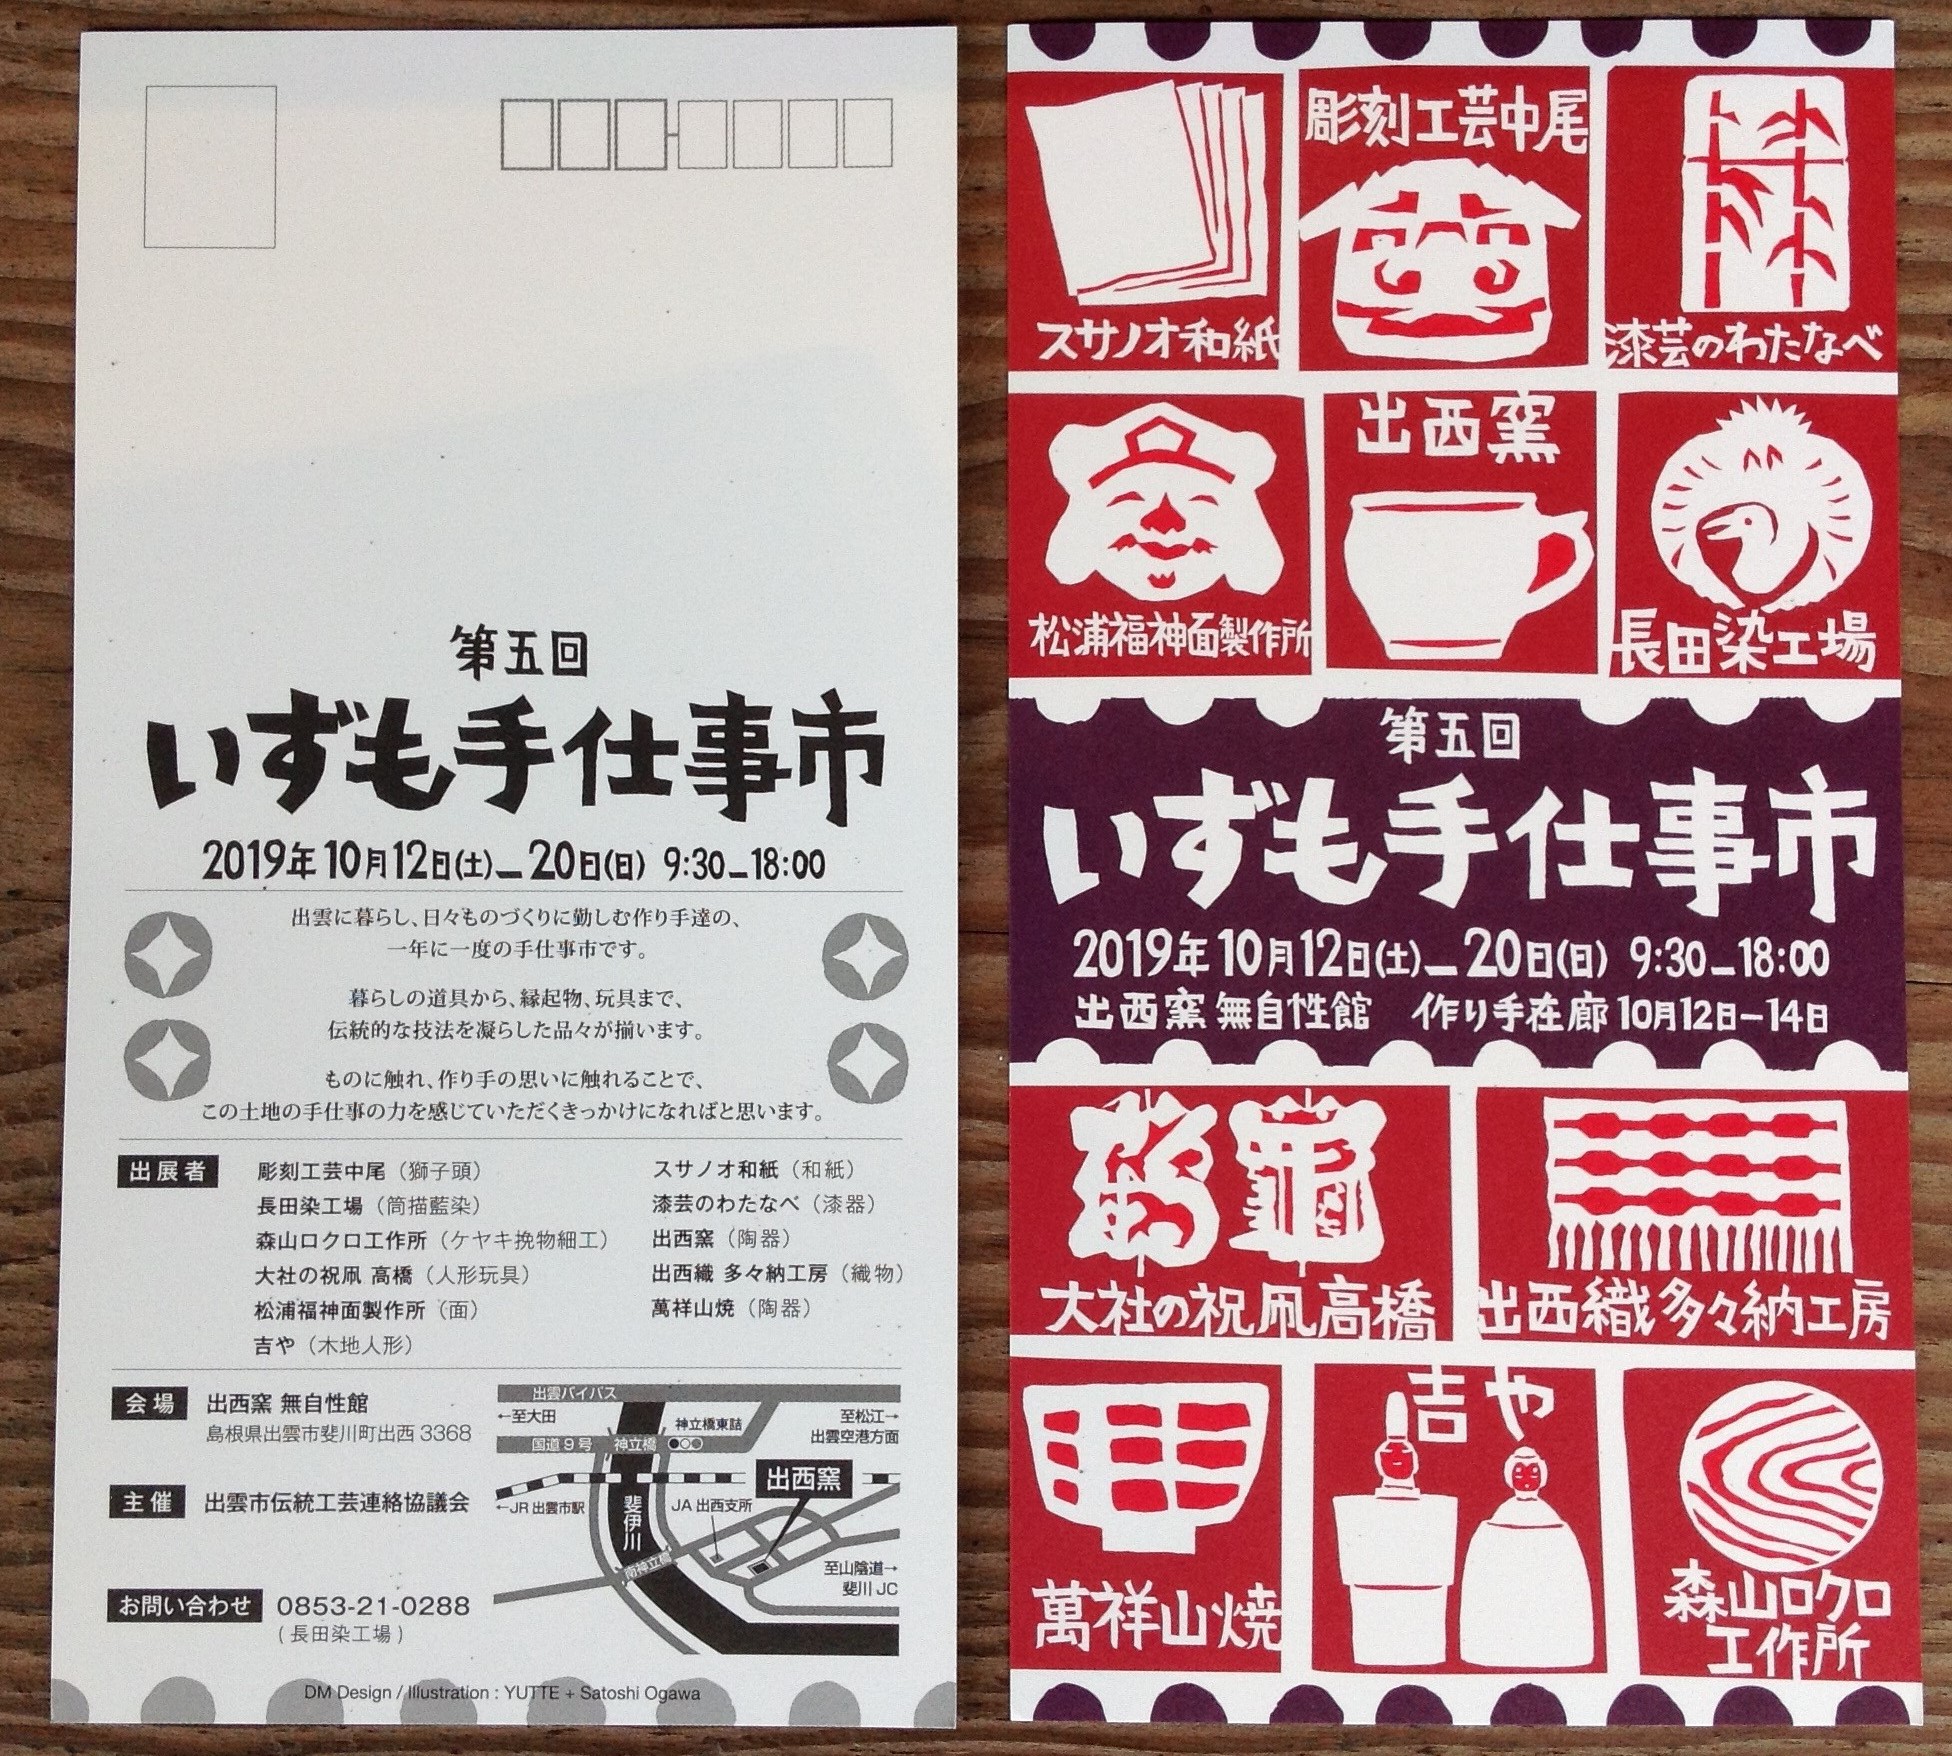 第五回
いずも手仕事市
2019年10月12日(土)_20日(日) 9:30_18:00
出雲に暮らし、日々ものづくりに勤しむ作り手達の、
一年に一度の手仕事市です。
暮らしの道具から、縁起物、玩具まで、
伝統的な技法を凝らした品々が揃います。
ものに触れ、作り手の思いに触れることで、
この土地の手仕事の力を感じていただくきっかけになればと思います。
出展者
彫刻工芸中尾（獅子頭）
長田染工場（筒描藍染）
森山ロクロ工作所（ケヤキ挽物細工）
大社の祝凧 高橋（人形玩具）
松浦福神面製作所（面）
吉や（木地人形）
スサノオ和紙（和紙）
漆芸のわたなべ（漆器）
出西窯（陶器）
出西織 多々納工房（織物）
萬祥山焼（陶器）
会場
出西窯 無自性館
島根県出雲市斐川町出西 3368
主催
出雲市伝統工芸連絡協議会
お問い合わせ
0853-21-0288
(長田染工場)
出雲バイパス
←至大田
神立橋東詰
至松江→
出雲空港方面
国道9号
神立橋
出西窯
←JR 出雲市駅
斐伊川
JA 出西支所
南神立橋
至山陰道→
斐川 JC
DM Design / Illustration : YUTTE + Satoshi Ogawa
スサノオ和紙
彫刻工芸中尾
漆芸のわたなべ
松浦福神面製作所
出西窯
長田染工場
第五回
いずも手仕事市
2019年10月12日(土)_20日(日) 9:30_18:00
出西窯 無自性館 作り手在廊10月12日-14日
鶴
亀
大社の祝凧高橋
出西織多々納工房
萬祥山焼
吉や
森山ロクロ
工作所